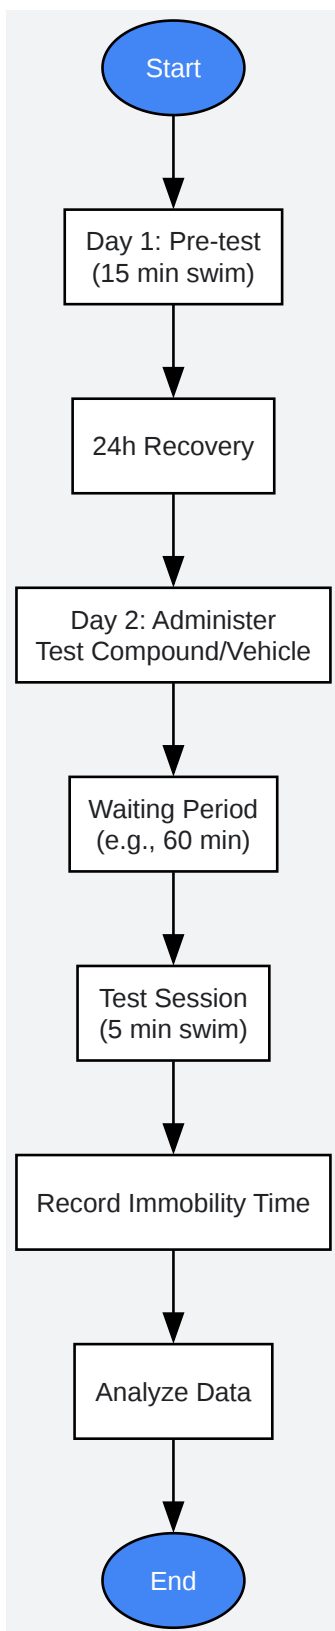 Start
Day 1: Pre-test
(15 min swim)
24h Recovery
Day 2: Administer
Test Compound/Vehicle
Waiting Period
(e.g., 60 min)
Test Session
(5 min swim)
Record Immobility Time
Analyze Data
End